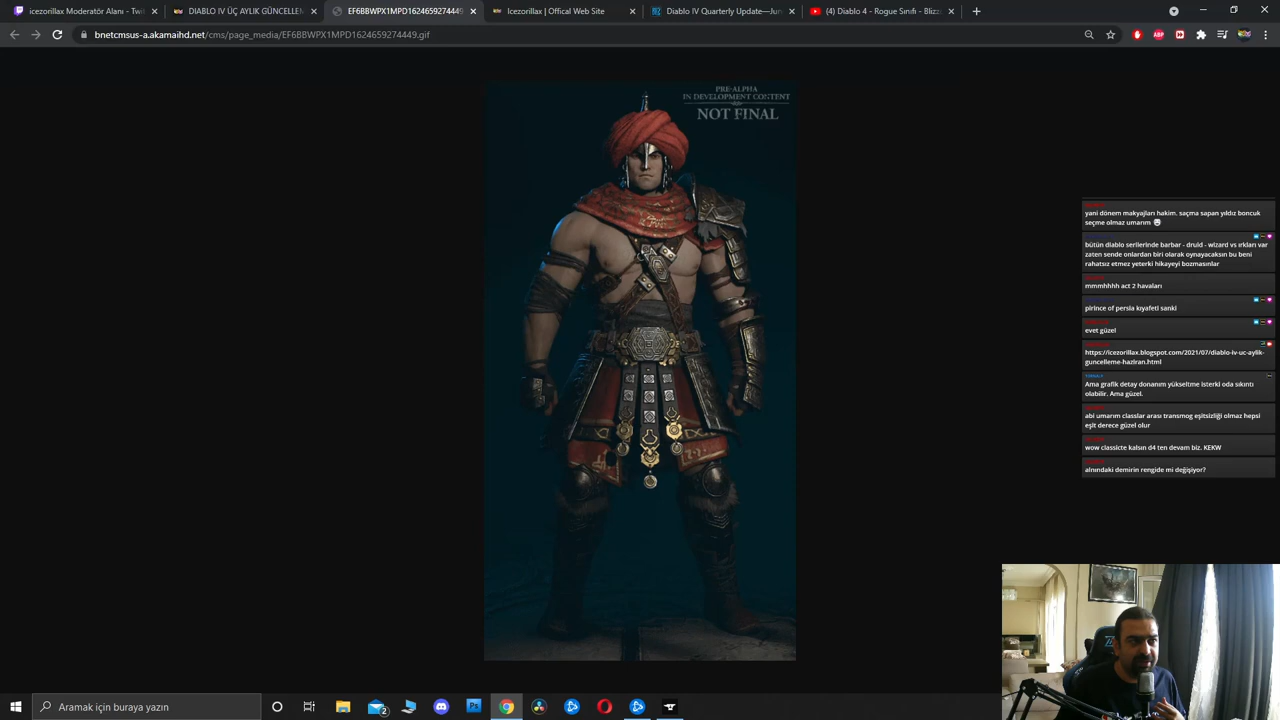 icezorillax Moderatör Alanı - Twi
DİABLO IV ÜÇ AYLIK GÜNCELLEM
EF6BBWPX1MPD1624659274449.gif
Icezorillax | Offical Web Site
Diablo IV Quarterly Update—Jun
(4) Diablo 4 - Rogue Sınıfı - Blizz
bnetcmsus-a.akamaihd.net/cms/page_media/EF6BBWPX1MPD1624659274449.gif
PRE-ALPHA
IN DEVELOPMENT CONTENT
NOT FINAL
yani dönem makyajları hakim. saçma sapan yıldız boncuk
seçme olmaz umarım
bütün diablo serilerinde barbar - druid - wizard vs ırkları var
zaten sende onlardan biri olarak oynayacaksın bu beni
rahatsız etmez yeterki hikayeyi bozmasınlar
mmmhhhh act 2 havaları
pirince of persia kıyafeti sanki
evet güzel
https://icezorillax.blogspot.com/2021/07/diablo-iv-uc-aylik-
guncelleme-haziran.html
Ama grafik detay donanım yükseltme isterki oda sıkıntı
olabilir. Ama güzel.
abi umarım classlar arası transmog eşitsizliği olmaz hepsi
eşit derece güzel olur
wow classicte kalsın d4 ten devam biz. KEKW
alnındaki demirin rengide mi değişiyor?
Aramak için buraya yazın
2